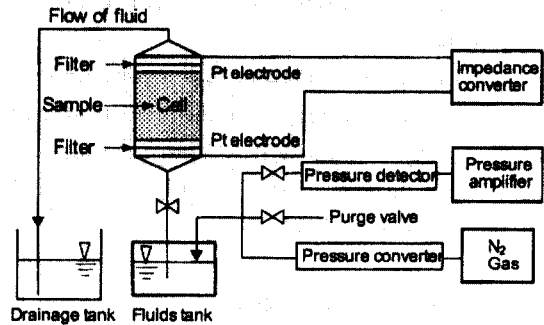 Flow of fluid
Filter
Pt electrode
Impedance
converter
Sample
Cell
Filter
Pt electrode
Pressure detector
Pressure
amplifier
Purge valve
Pressure converter
N2
Gas
Drainage tank
Fluids tank